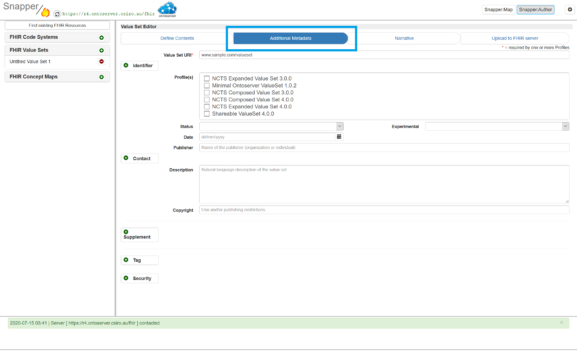 Snapper
https://r4.ontoserver.csiro.au/fhir
ONTOSERVER
Snapper:Map
Snapper:Author
Find existing FHIR Resources
FHIR Code Systems
FHIR Value Sets
Untitled Value Set 1
FHIR Concept Maps
Value Set Editor
Define Contents
Additional Metadata
Narrative
Upload to FHIR server
* = required by one or more Profiles
Value Set URI*
www.sample.com/valueset
Identifier
Profile(s)
NCTS Expanded Value Set 3.0.0
Minimal Ontoserver ValueSet 1.0.2
NCTS Composed Value Set 3.0.0
NCTS Composed Value Set 4.0.0
NCTS Expanded Value Set 4.0.0
Shareable ValueSet 4.0.0
Status
Experimental
Date
dd/mm/yyyy
Publisher
Name of the publisher (organisation or individual)
Contact
Description
Natural language description of the value set
Copyright
Use and/or publishing restrictions
Supplement
Tag
Security
2020-07-15 05:41 | Server [ https://r4.ontoserver.csiro.au/fhir ] contacted